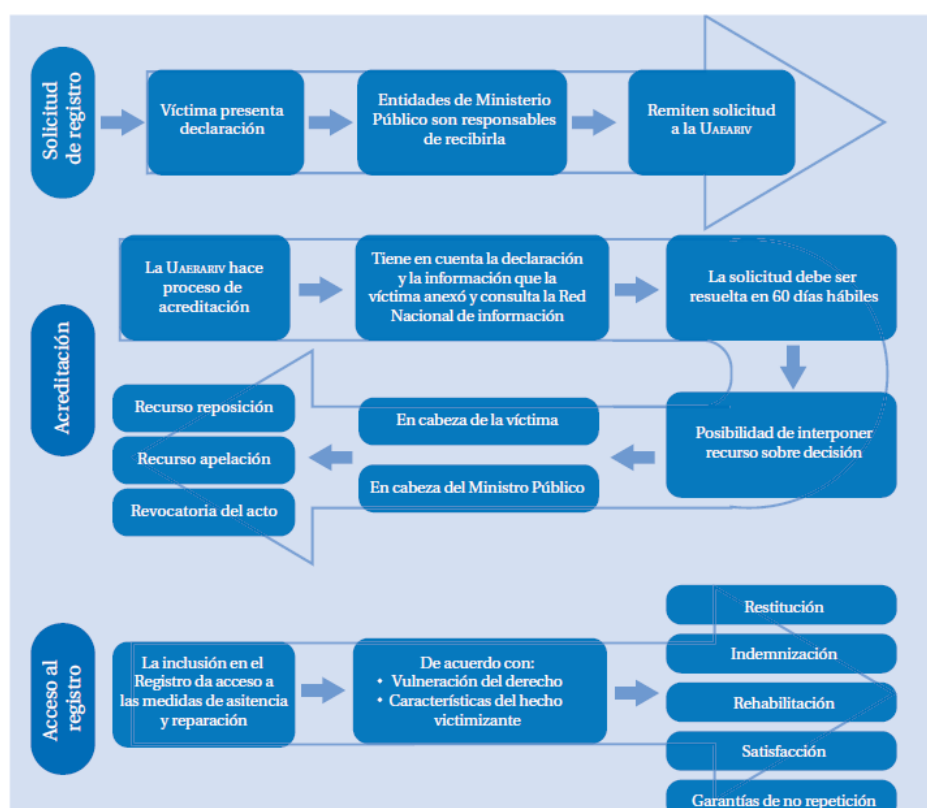 Solicitud
de registro
Víctima presenta
declaración
Entidades de Ministerio
Público son responsables
de recibirla
Remiten solicitud
a la UAEARIV
Acreditación
La UAERARIV hace
proceso de
acreditación
Tiene en cuenta la declaración
y la información que la
víctima anexó y consulta la Red
Nacional de información
La solicitud debe ser
resuelta en 60 días hábiles
Posibilidad de interponer
recurso sobre decisión
En cabeza de la víctima
En cabeza del Ministro Público
Recurso reposición
Recurso apelación
Revocatoria del acto
Acceso al
registro
La inclusión en el
Registro da acceso a
las medidas de asitencia
y reparación
De acuerdo con:
• Vulneración del derecho
• Características del hecho
victimizante
Restitución
Indemnización
Rehabilitación
Satisfacción
Garantías de no repetición